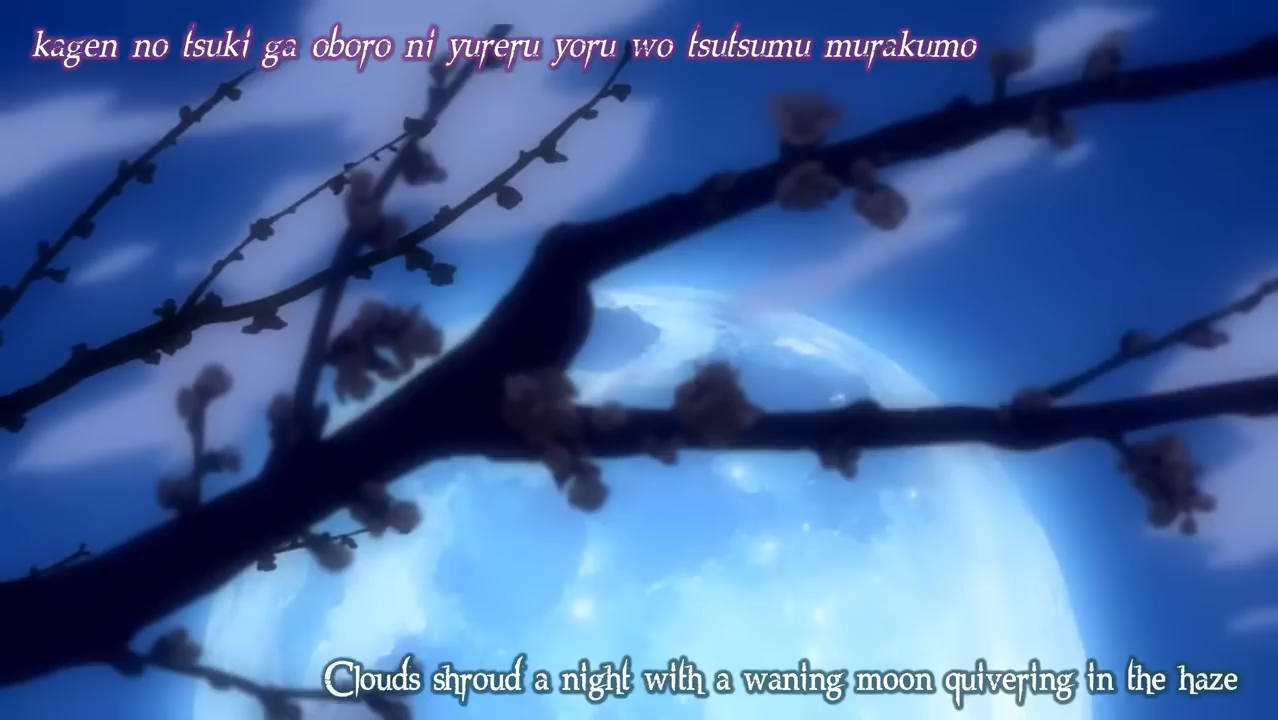 kagen no tsuki ga oboro ni yureru yoru wo tsutsumu murakumo
Clouds shroud a night with a waning moon quivering in the haze